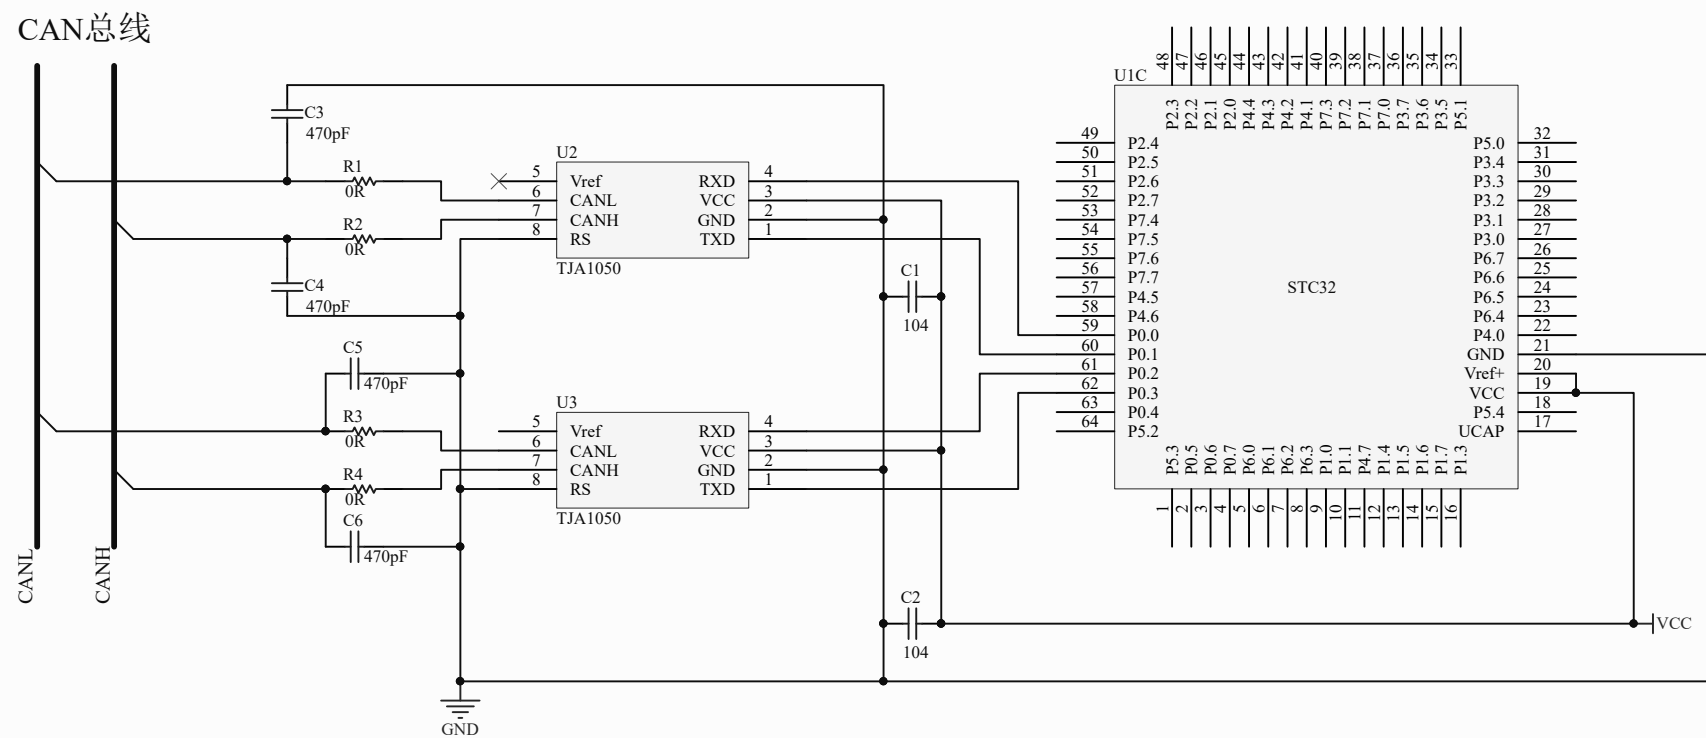 CAN总线
CANL
CANH
C3
470pF
R1
0R
R2
0R
C4
470pF
C5
470pF
R3
0R
R4
0R
C6
470pF
U2
5 Vref RXD 4
6 CANL VCC 3
7 CANH GND 2
8 RS TXD 1
TJA1050
U3
5 Vref RXD 4
6 CANL VCC 3
7 CANH GND 2
8 RS TXD 1
TJA1050
C1
104
C2
104
GND
VCC
U1C
48 47 46 45 44 43 42 41 40 39 38 37 36 35 34 33
P2.3 P2.2 P2.1 P2.0 P4.4 P4.3 P4.2 P4.1 P7.3 P7.2 P7.1 P7.0 P3.7 P3.6 P3.5 P5.1
49 P2.4
50 P2.5
51 P2.6
52 P2.7
53 P7.4
54 P7.5
55 P7.6
56 P7.7
57 P4.5
58 P4.6
59 P0.0
60 P0.1
61 P0.2
62 P0.3
63 P0.4
64 P5.2
STC32
P5.0 32
P3.4 31
P3.3 30
P3.2 29
P3.1 28
P3.0 27
P6.7 26
P6.6 25
P6.5 24
P6.4 23
P4.0 22
GND 21
Vref+ 20
VCC 19
P5.4 18
UCAP 17
P5.3 P0.5 P0.6 P0.7 P6.0 P6.1 P6.2 P6.3 P1.0 P1.1 P4.7 P1.4 P1.5 P1.6 P1.7 P1.3
1 2 3 4 5 6 7 8 9 10 11 12 13 14 15 16